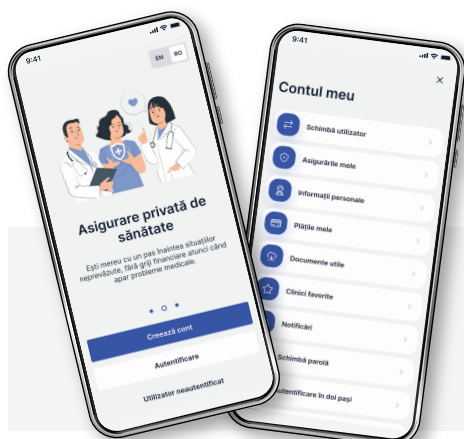 9:41
EN RO
Asigurare privată de
sănătate
Ești mereu cu un pas înaintea situațiilor
neprevăzute, fără griji financiare atunci când
apar probleme medicale.
Creează cont
Autentificare
Utilizator neautentificat
9:41
Contul meu
Schimbă utilizator
Asigurările mele
Informații personale
Plățile mele
Documente utile
Clinici favorite
Notificări
Schimbă parolă
Autentificare în doi pași